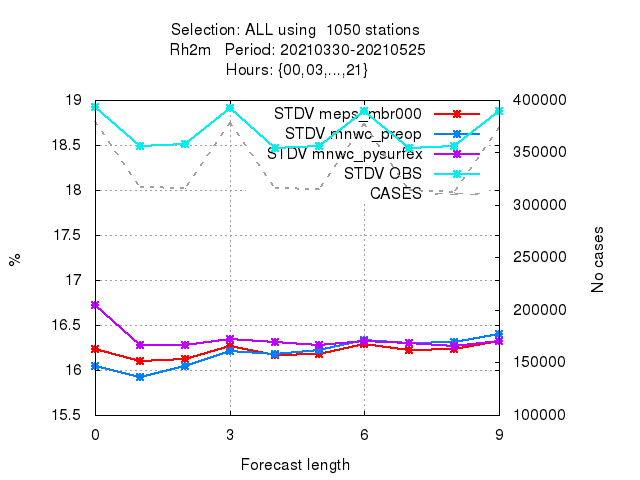 Selection: ALL using  1050 stations
Rh2m   Period: 20210330-20210525
Hours: {00,03,...,21}
19
18.5
18
17.5
17
16.5
16
15.5
400000
350000
300000
250000
200000
150000
100000
STDV meps_mbr000
STDV mnwc_preop
STDV mnwc_pysurfex
STDV OBS
CASES
%
No cases
0
3
6
9
Forecast length